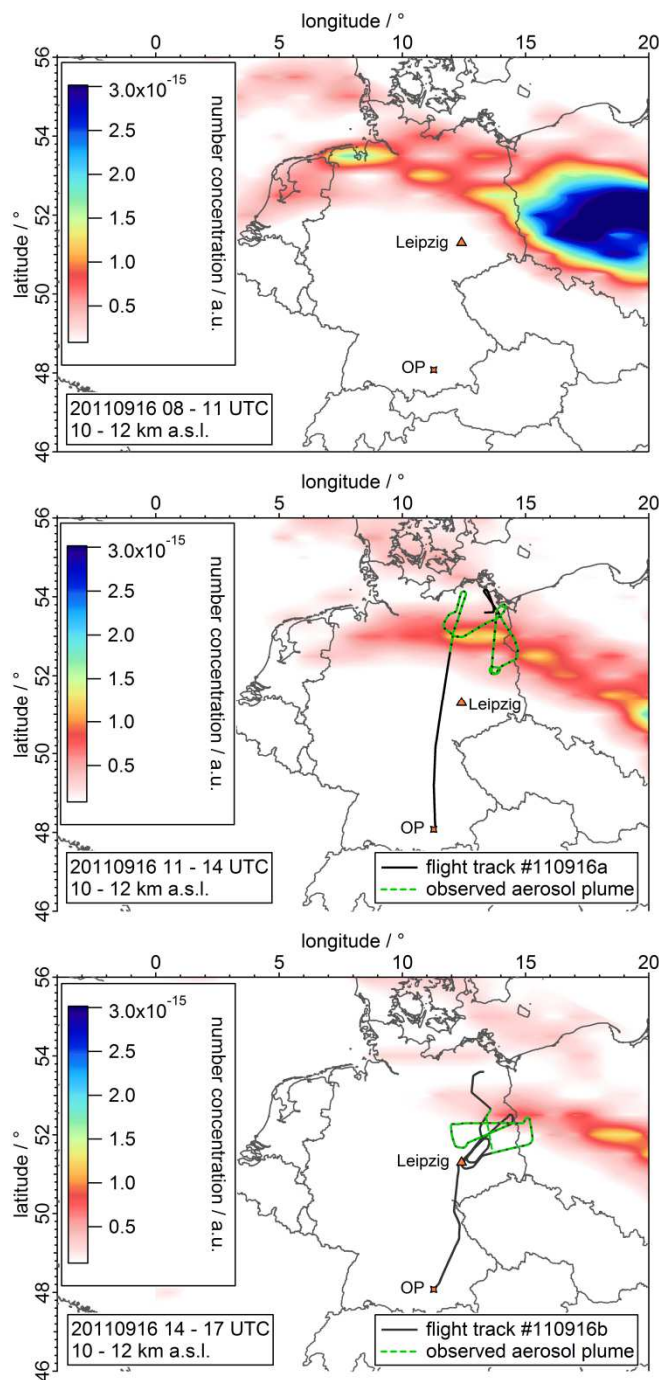 longitude / °
0 5 10 15 20
56
54
52
50
48
46
latitude / °
3.0x10⁻¹⁵
2.5
2.0
1.5
1.0
0.5
number concentration / a.u.
Leipzig
OP
20110916 08 - 11 UTC
10 - 12 km a.s.l.
longitude / °
0 5 10 15 20
56
54
52
50
48
46
latitude / °
3.0x10⁻¹⁵
2.5
2.0
1.5
1.0
0.5
number concentration / a.u.
Leipzig
OP
20110916 11 - 14 UTC
10 - 12 km a.s.l.
flight track #110916a
observed aerosol plume
longitude / °
0 5 10 15 20
56
54
52
50
48
46
latitude / °
3.0x10⁻¹⁵
2.5
2.0
1.5
1.0
0.5
number concentration / a.u.
Leipzig
OP
20110916 14 - 17 UTC
10 - 12 km a.s.l.
flight track #110916b
observed aerosol plume